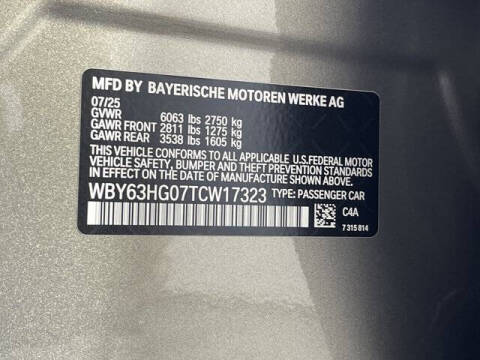 MFD BY BAYERISCHE MOTOREN WERKE AG
07/25
GVWR 6063 lbs 2750 kg
GAWR FRONT 2811 lbs 1275 kg
GAWR REAR 3538 lbs 1605 kg
THIS VEHICLE CONFORMS TO ALL APPLICABLE U.S.FEDERAL MOTOR
VEHICLE SAFETY, BUMPER AND THEFT PREVENTION
STANDARDS IN EFFECT ON THE DATE OF MANUFACTURE SHOWN ABOVE.
WBY63HG07TCW17323 TYPE: PASSENGER CAR
C4A
7 315 814